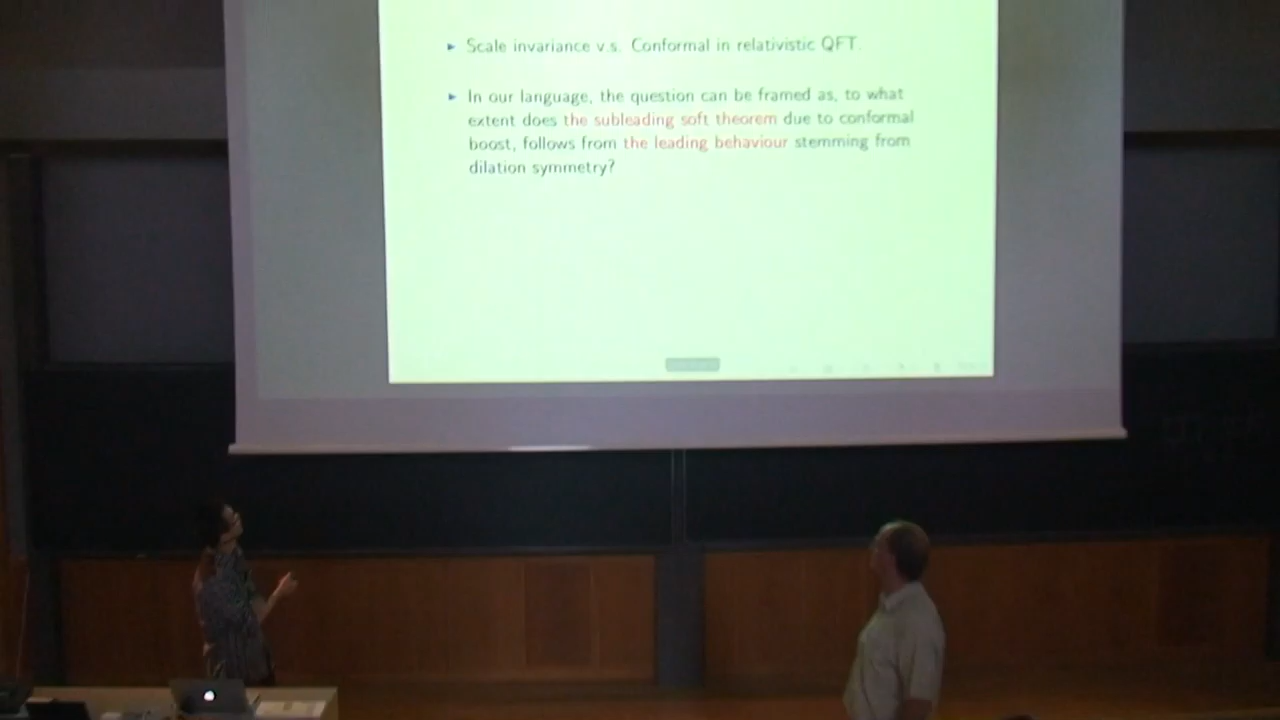 Scale invariance v.s. Conformal in relativistic QFT.
In our language, the question can be framed as, to what
extent does the subleading soft theorem due to conformal
boost, follows from the leading behaviour stemming from
dilation symmetry?